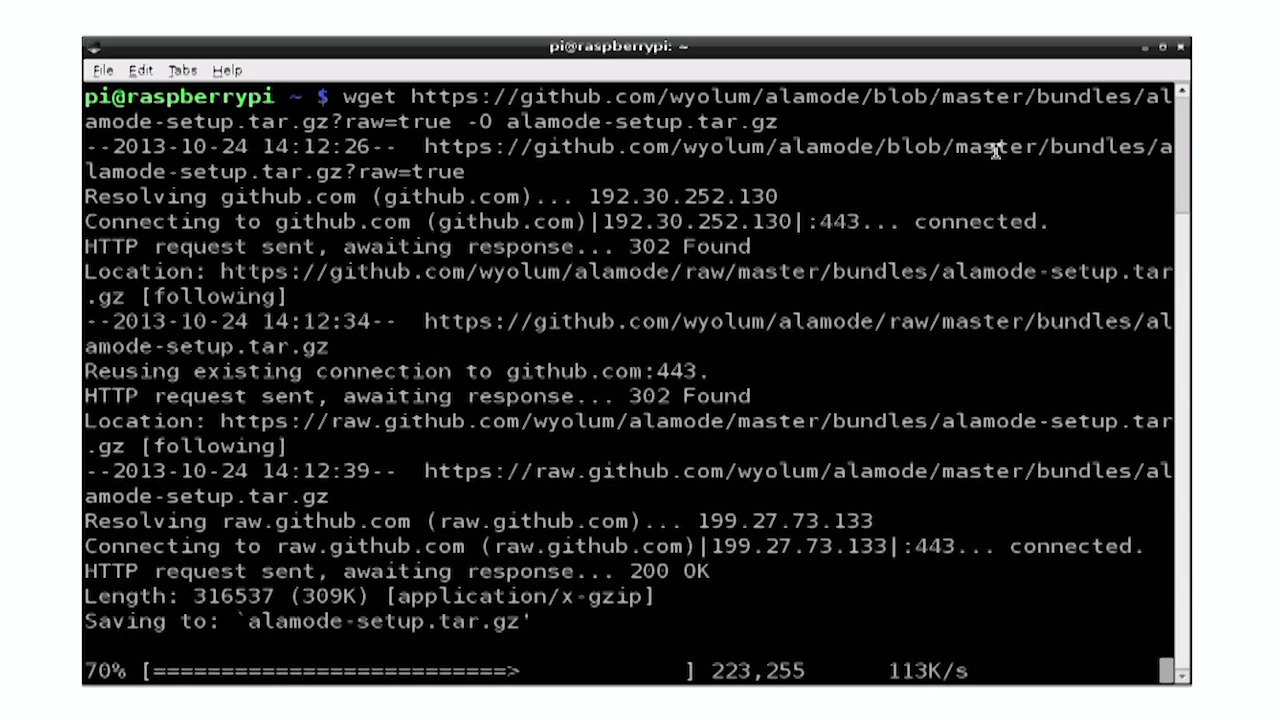 pi@raspberrypi: ~
File Edit Tabs Help
pi@raspberrypi ~ $ wget https://github.com/wyolum/alamode/blob/master/bundles/al
amode-setup.tar.gz?raw=true -O alamode-setup.tar.gz
--2013-10-24 14:12:26--  https://github.com/wyolum/alamode/blob/master/bundles/a
lamode-setup.tar.gz?raw=true
Resolving github.com (github.com)... 192.30.252.130
Connecting to github.com (github.com)|192.30.252.130|:443... connected.
HTTP request sent, awaiting response... 302 Found
Location: https://github.com/wyolum/alamode/raw/master/bundles/alamode-setup.tar
.gz [following]
--2013-10-24 14:12:34--  https://github.com/wyolum/alamode/raw/master/bundles/al
amode-setup.tar.gz
Reusing existing connection to github.com:443.
HTTP request sent, awaiting response... 302 Found
Location: https://raw.github.com/wyolum/alamode/master/bundles/alamode-setup.tar
.gz [following]
--2013-10-24 14:12:39--  https://raw.github.com/wyolum/alamode/master/bundles/al
amode-setup.tar.gz
Resolving raw.github.com (raw.github.com)... 199.27.73.133
Connecting to raw.github.com (raw.github.com)|199.27.73.133|:443... connected.
HTTP request sent, awaiting response... 200 OK
Length: 316537 (309K) [application/x-gzip]
Saving to: `alamode-setup.tar.gz'
70% [==========================>             ] 223,255      113K/s